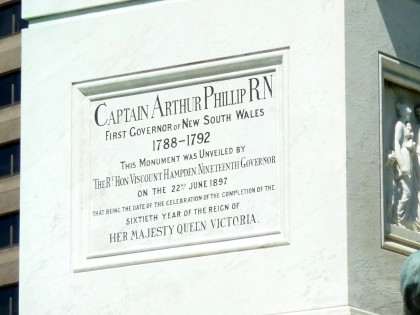 CAPTAIN ARTHUR PHILLIP RN
FIRST GOVERNOR OF NEW SOUTH WALES
1788-1792
THIS MONUMENT WAS UNVEILED BY
THE RT HON. VISCOUNT HAMPDEN NINETEENTH GOVERNOR
ON THE 22ND JUNE 1897
THAT BEING THE DATE OF THE CELEBRATION OF THE COMPLETION OF THE
SIXTIETH YEAR OF THE REIGN OF
HER MAJESTY QUEEN VICTORIA.